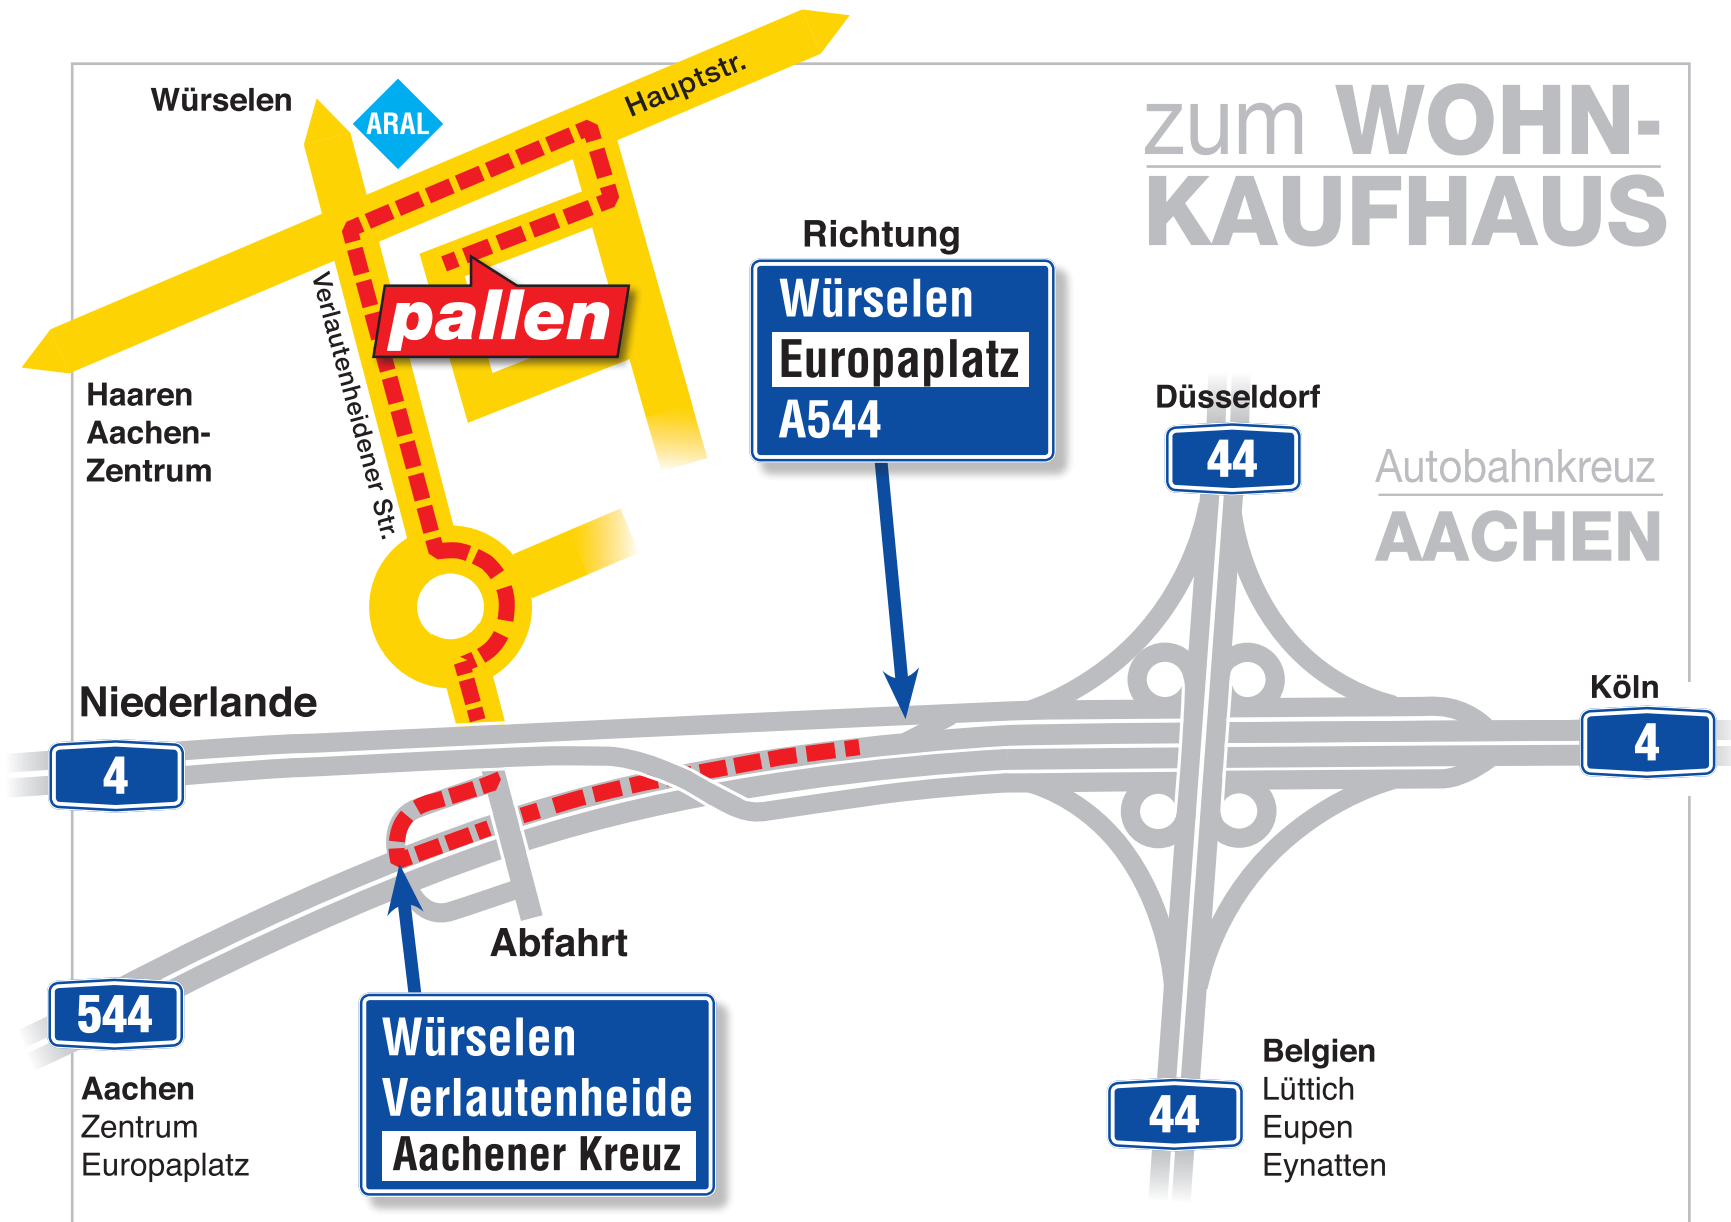 Würselen
ARAL
Hauptstr.
zum WOHN-
KAUFHAUS
Richtung
Würselen
Europaplatz
A544
Verlautenheidener Str.
pallen
Haaren
Aachen-
Zentrum
Düsseldorf
44
Autobahnkreuz
AACHEN
Niederlande
4
Köln
4
Abfahrt
544
Aachen
Zentrum
Europaplatz
Würselen
Verlautenheide
Aachener Kreuz
44
Belgien
Lüttich
Eupen
Eynatten